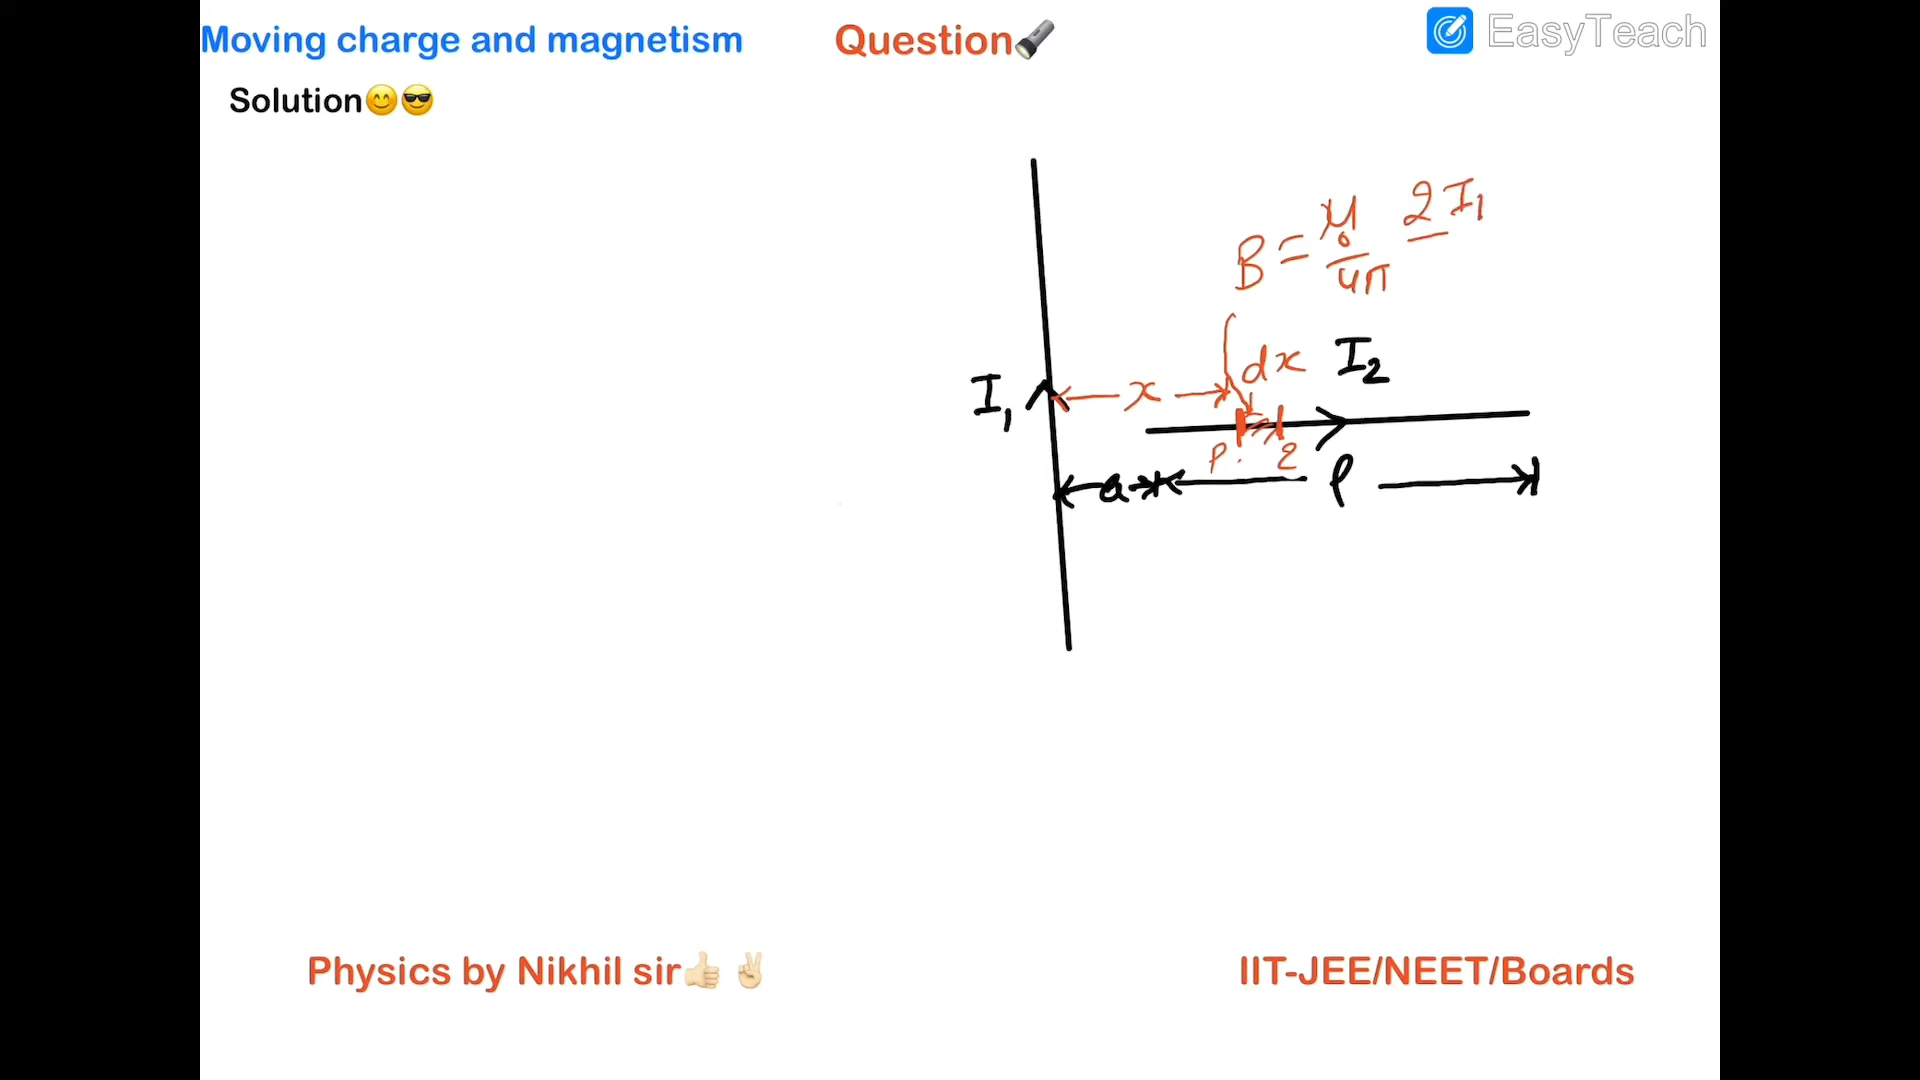 Moving charge and magnetism
Question🔦
EasyTeach
Solution😊😎
B = μ₀/4π 2I₁
dx
I₂
I₁
x
P
Q
a
l
Physics by Nikhil sir👍🏻✌🏻
IIT-JEE/NEET/Boards